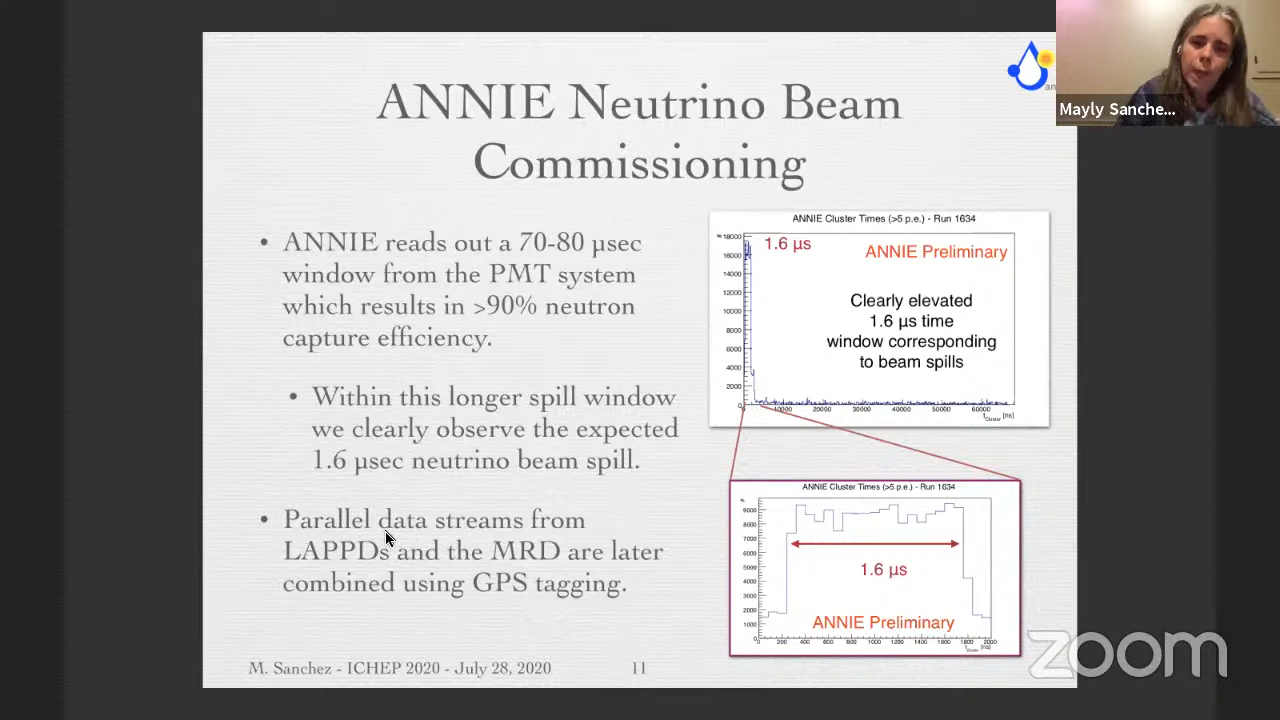 ANNIE Neutrino Beam
Commissioning
an
Mayly Sanche...
• ANNIE reads out a 70-80 µsec
window from the PMT system
which results in >90% neutron
capture efficiency.
• Within this longer spill window
we clearly observe the expected
1.6 µsec neutrino beam spill.
• Parallel data streams from
LAPPDs and the MRD are later
combined using GPS tagging.
ANNIE Cluster Times (>5 p.e.) - Run 1634
1.6 µs
ANNIE Preliminary
Clearly elevated
1.6 µs time
window corresponding
to beam spills
18000
16000
14000
12000
10000
8000
6000
4000
2000
0
0 10000 20000 30000 40000 50000 60000
tCluster [ns]
ANNIE Cluster Times (>5 p.e.) - Run 1634
9000
8000
7000
6000
5000
4000
3000
2000
1000
1.6 µs
ANNIE Preliminary
0 200 400 600 800 1000 1200 1400 1600 1800 2000
tCluster [ns]
M. Sanchez - ICHEP 2020 - July 28, 2020 11
zoom